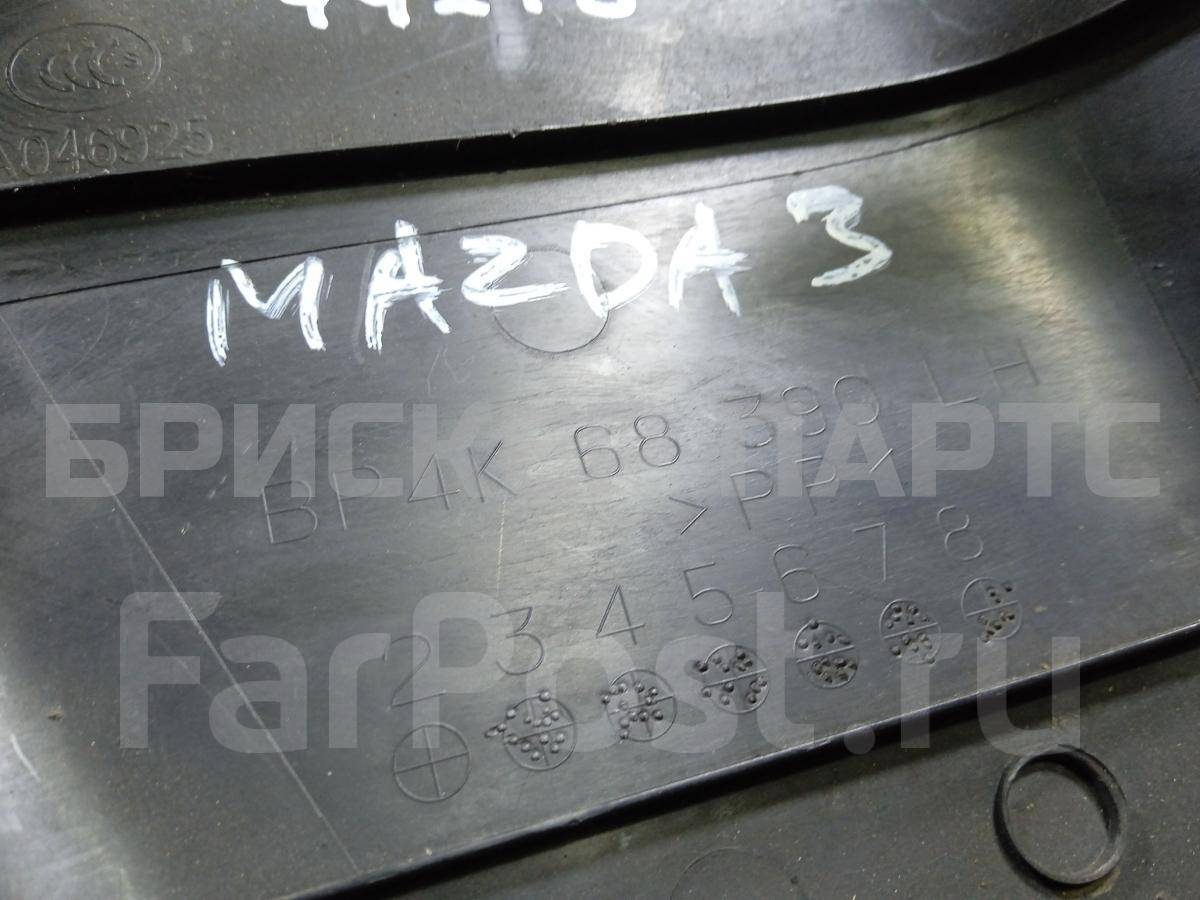 A046925
MAZDA 3
BP4K 68 390 LH
>PP<
2 3 4 5 6 7 8
БРИСК ПАРТС
FarPost.ru